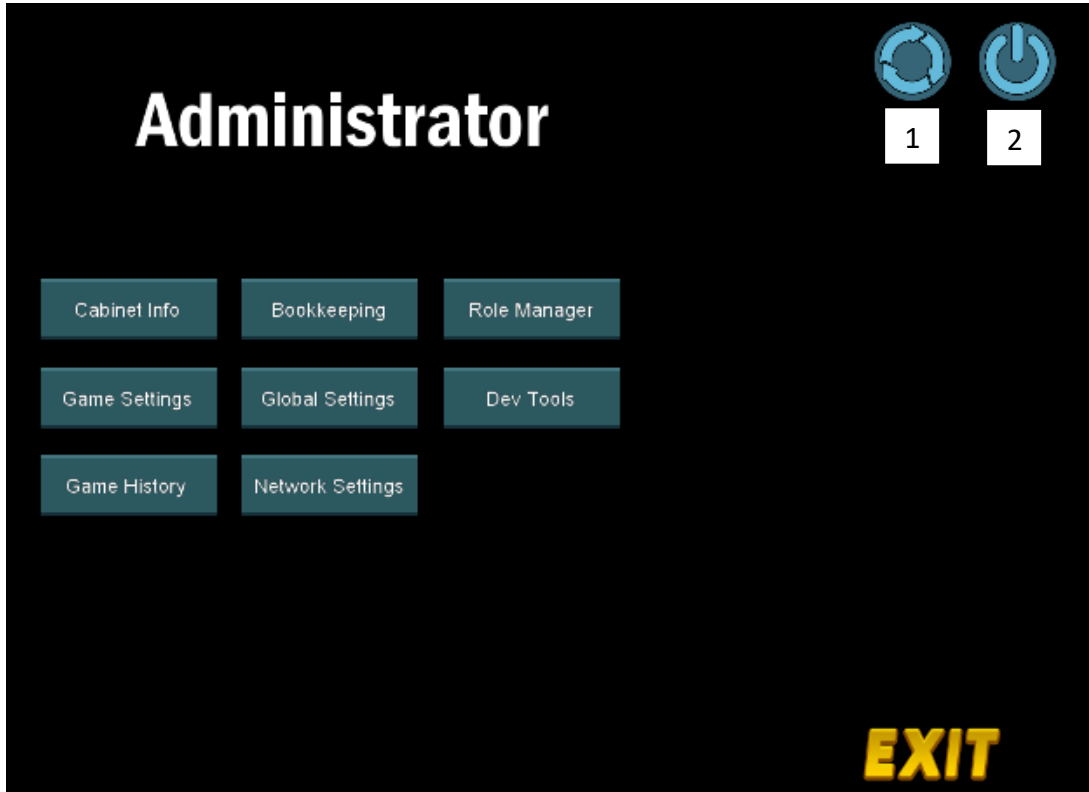 Administrator
1 2
Cabinet Info Bookkeeping Role Manager
Game Settings Global Settings Dev Tools
Game History Network Settings
EXIT